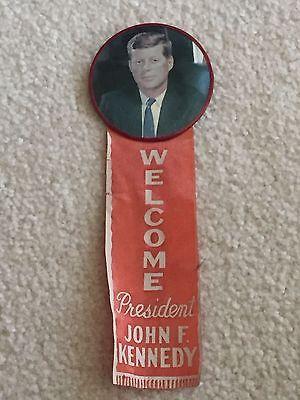 WELCOME
President
JOHN F.
KENNEDY